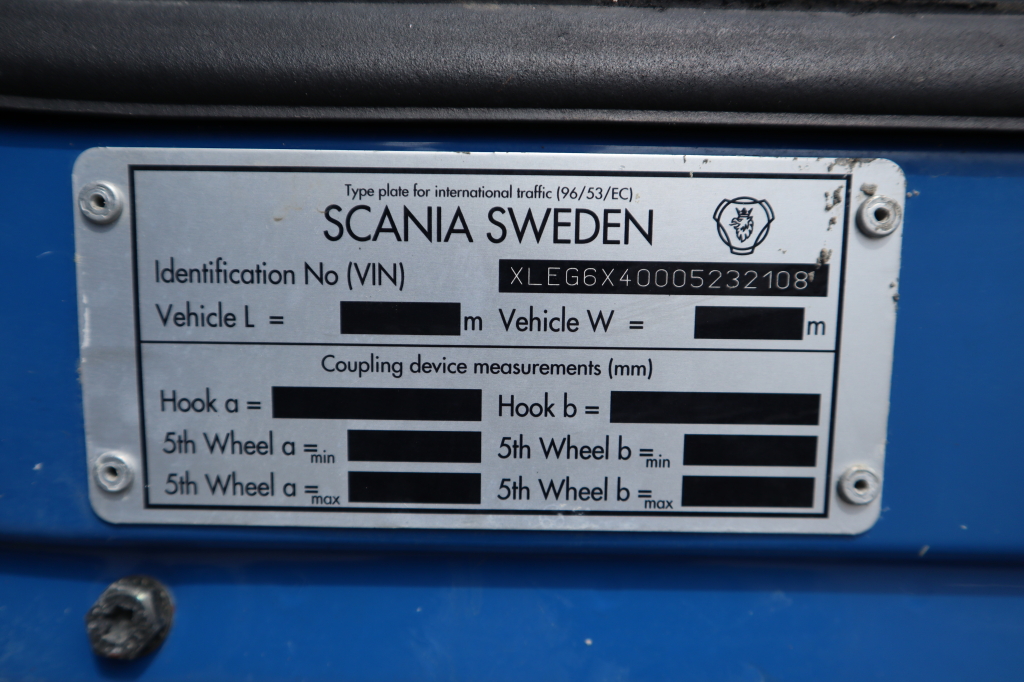 Type plate for international traffic (96/53/EC)
SCANIA SWEDEN
Identification No (VIN) XLEG6X40005232108
Vehicle L = m Vehicle W = m
Coupling device measurements (mm)
Hook a = Hook b =
5th Wheel a =min 5th Wheel b =min
5th Wheel a =max 5th Wheel b =max